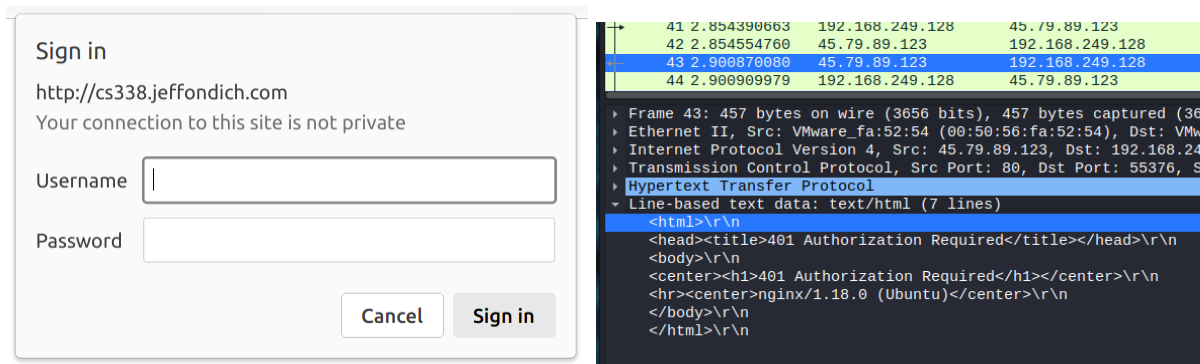 Sign in
http://cs338.jeffondich.com
Your connection to this site is not private
Username
Password
Cancel
Sign in
41 2.854390663 192.168.249.128 45.79.89.123
42 2.854554760 45.79.89.123 192.168.249.128
43 2.900870080 45.79.89.123 192.168.249.128
44 2.900909979 192.168.249.128 45.79.89.123
Frame 43: 457 bytes on wire (3656 bits), 457 bytes captured (36
Ethernet II, Src: VMware_fa:52:54 (00:50:56:fa:52:54), Dst: VMw
Internet Protocol Version 4, Src: 45.79.89.123, Dst: 192.168.24
Transmission Control Protocol, Src Port: 80, Dst Port: 55376, S
Hypertext Transfer Protocol
Line-based text data: text/html (7 lines)
<html>\r\n
<head><title>401 Authorization Required</title></head>\r\n
<body>\r\n
<center><h1>401 Authorization Required</h1></center>\r\n
<hr><center>nginx/1.18.0 (Ubuntu)</center>\r\n
</body>\r\n
</html>\r\n